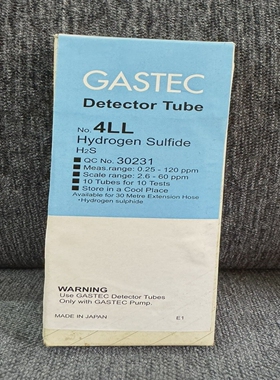 GASTEC
Detector Tube
No. 4LL
Hydrogen Sulfide
H2S
QC No. 30231
Meas.range: 0.25 - 120 ppm
Scale range: 2.6 - 60 ppm
10 Tubes for 10 Tests
Store in a Cool Place
Available for 30 Metre Extension Hose
*Hydrogen sulphide
WARNING
Use GASTEC Detector Tubes
Only with GASTEC Pump.
MADE IN JAPAN E1